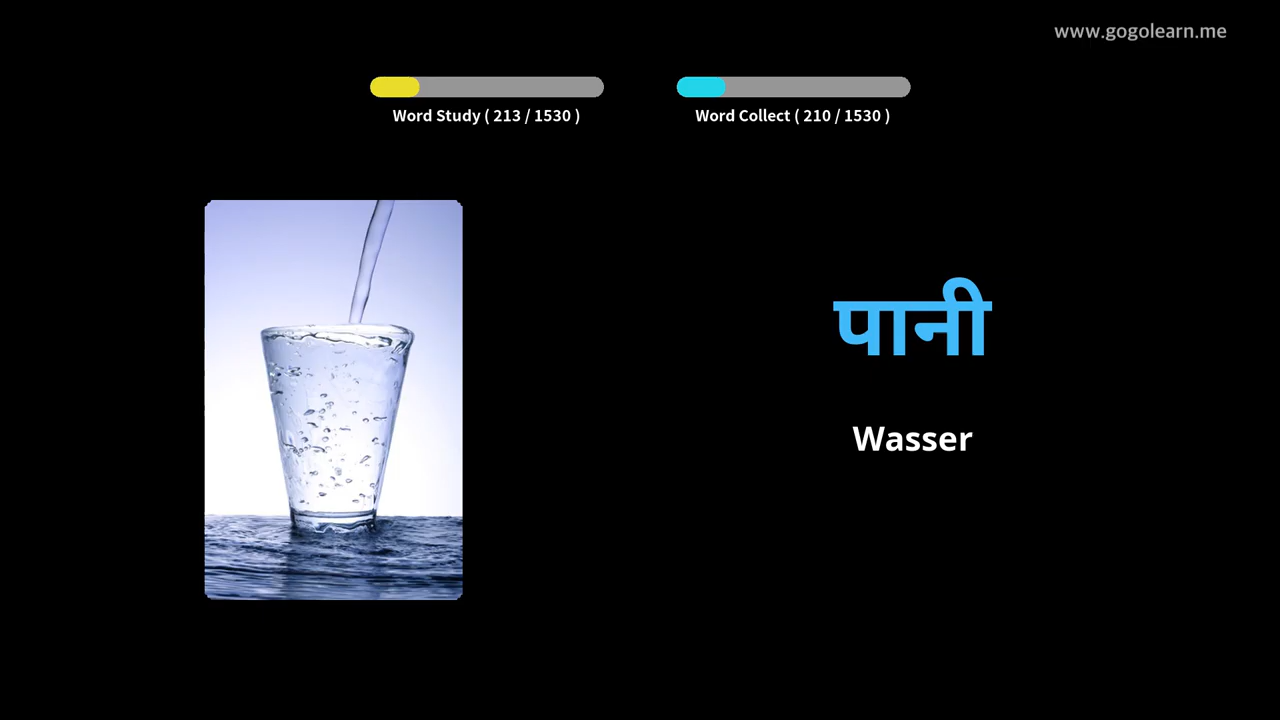 www.gogolearn.me
Word Study ( 213 / 1530 )
Word Collect ( 210 / 1530 )
पानी
Wasser